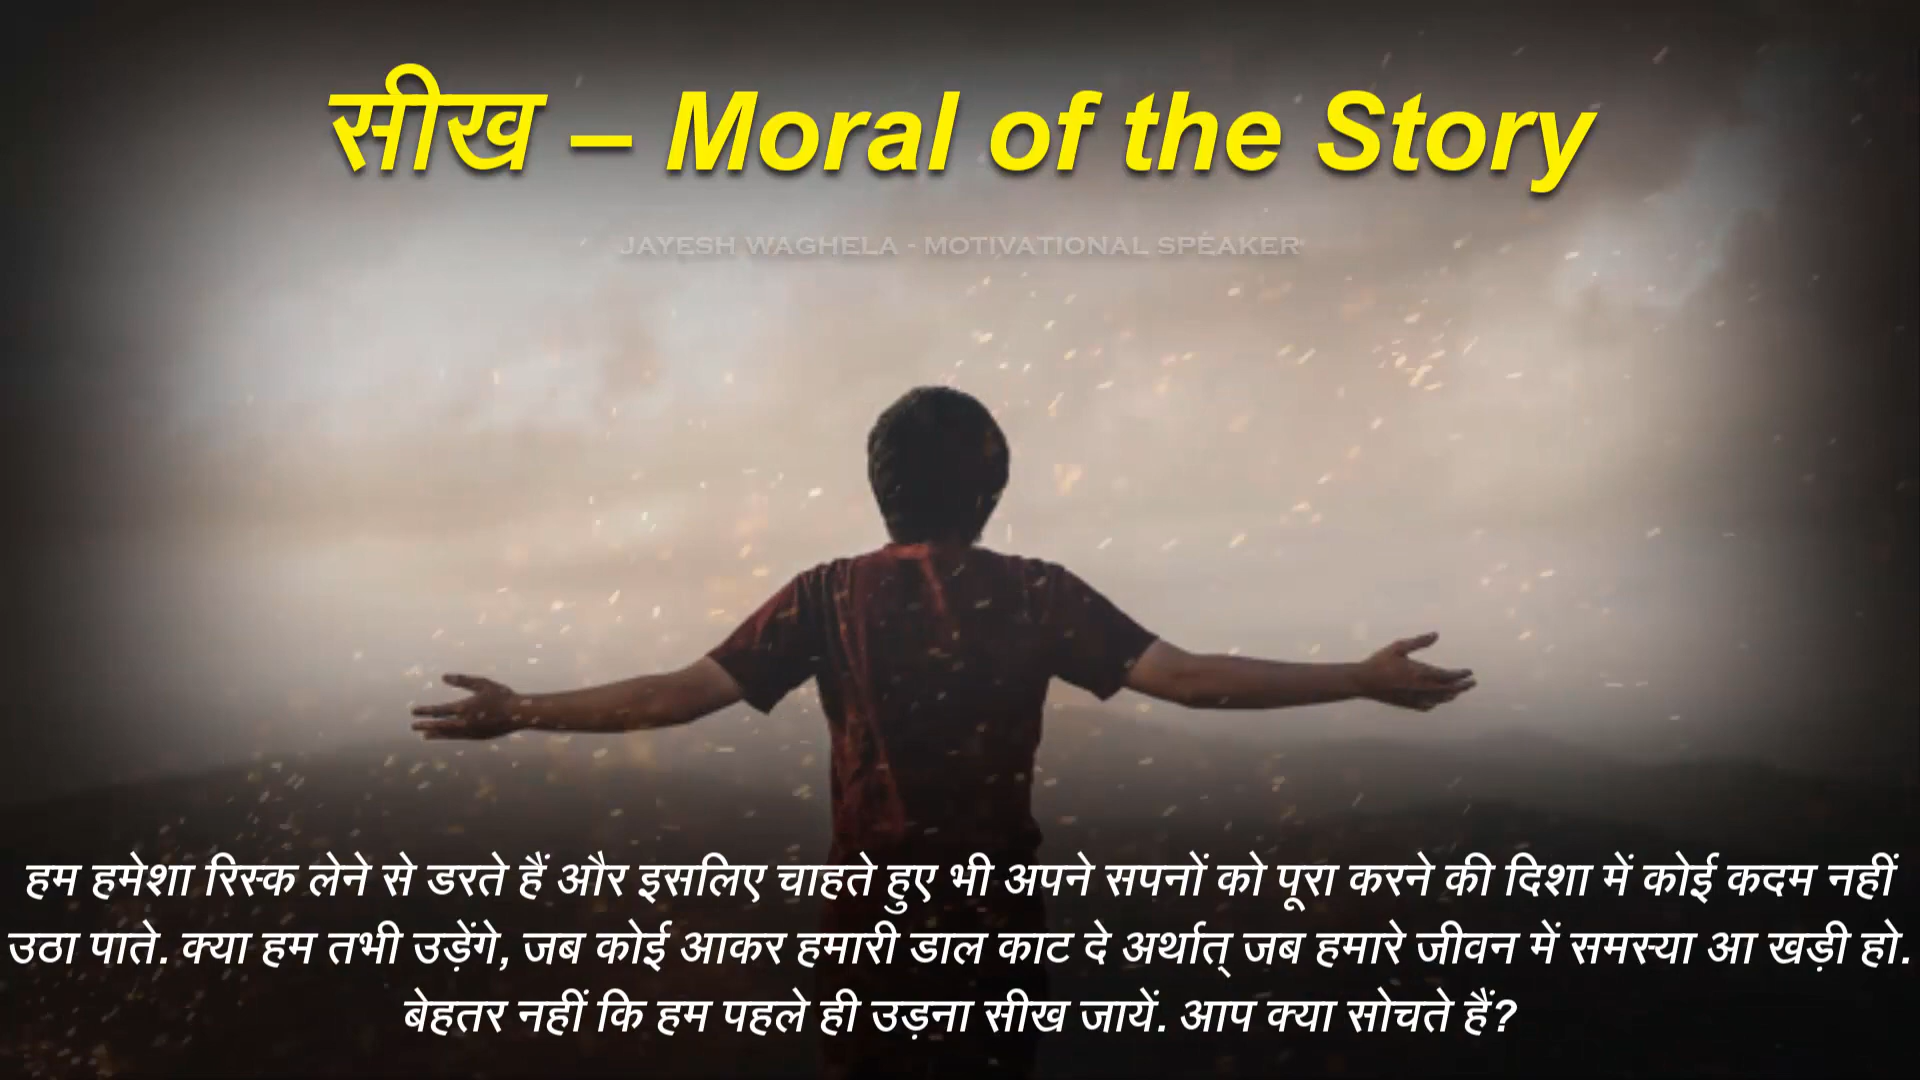 सीख – Moral of the Story
JAYESH WAGHELA - MOTIVATIONAL SPEAKER
हम हमेशा रिस्क लेने से डरते हैं और इसलिए चाहते हुए भी अपने सपनों को पूरा करने की दिशा में कोई कदम नहीं
उठा पाते. क्या हम तभी उड़ेंगे, जब कोई आकर हमारी डाल काट दे अर्थात् जब हमारे जीवन में समस्या आ खड़ी हो.
बेहतर नहीं कि हम पहले ही उड़ना सीख जायें. आप क्या सोचते हैं?